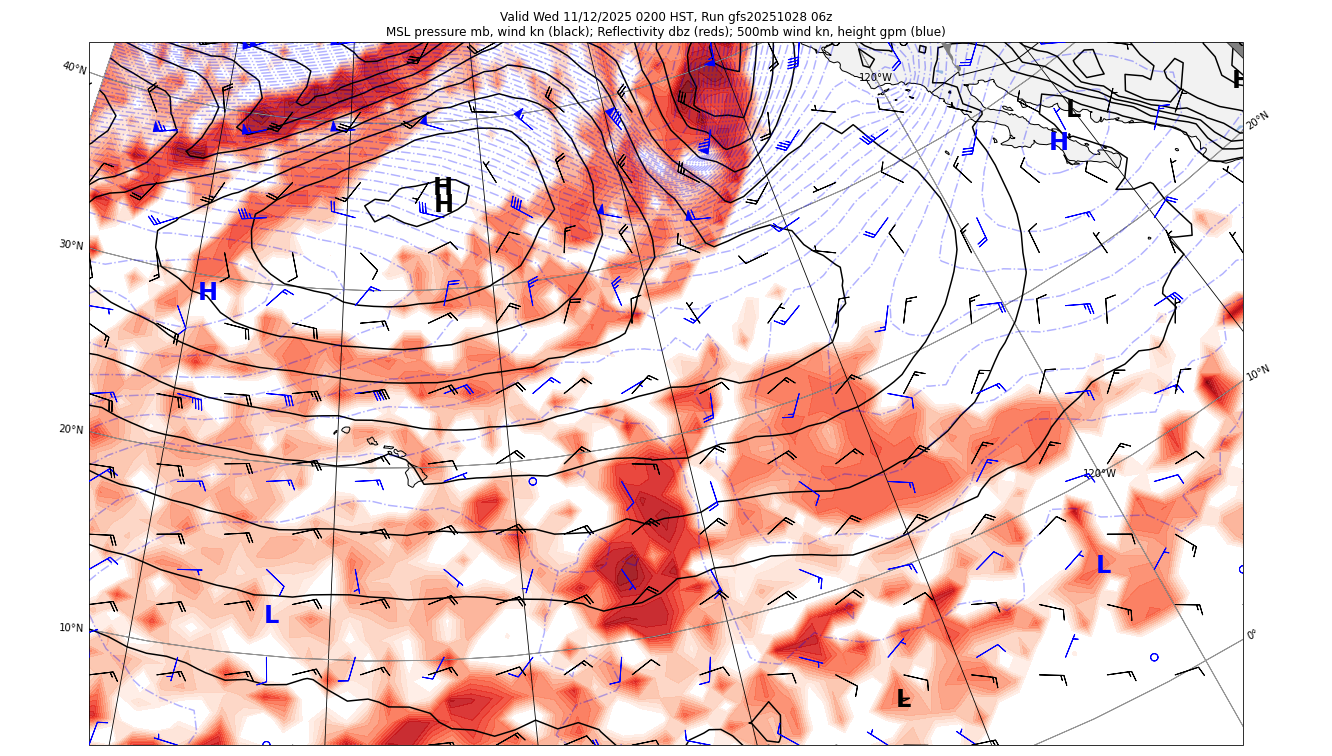 Valid Wed 11/12/2025 0200 HST, Run gfs20251028 06z
MSL pressure mb, wind kn (black); Reflectivity dbz (reds); 500mb wind kn, height gpm (blue)
40°N
120°W
H
L
20°N
H
H
H
30°N
H
10°N
20°N
120°W
L
L
10°N
0°
L